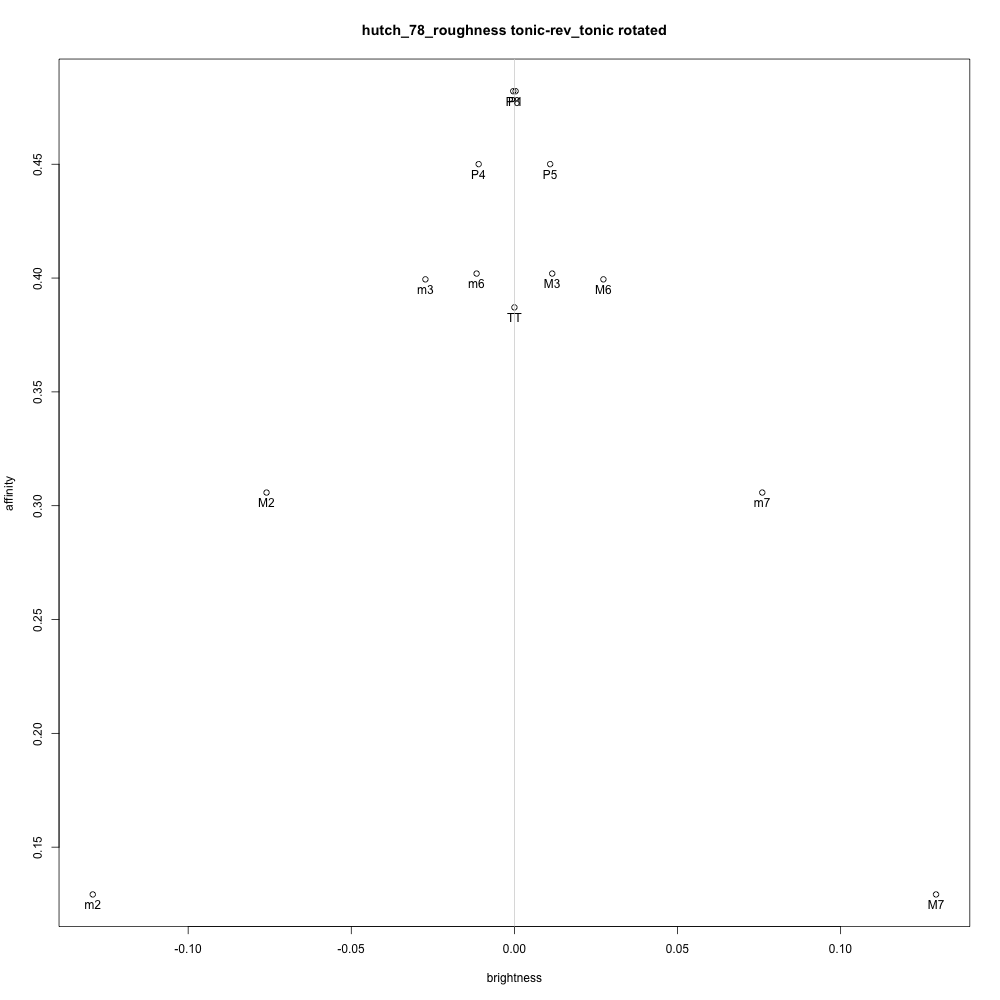 hutch_78_roughness tonic-rev_tonic rotated
P4
P5
m3
m6
M3
M6
TT
M2
m7
m2
M7
0.45
0.40
0.35
0.30
0.25
0.20
0.15
affinity
-0.10
-0.05
0.00
0.05
0.10
brightness